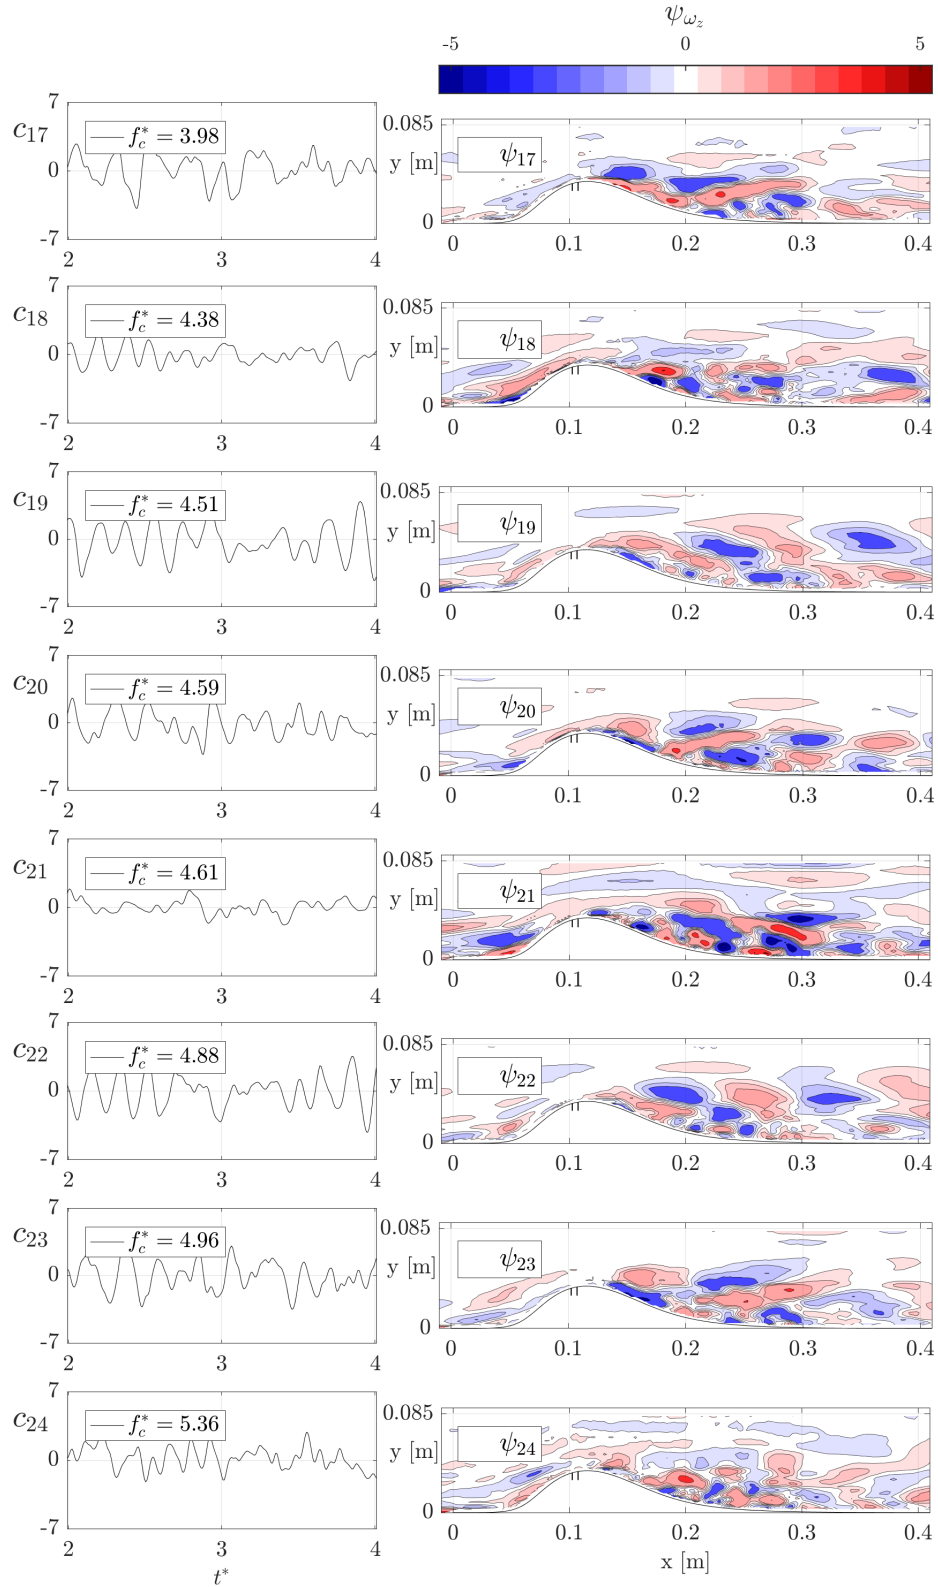 ψ_{ω_z}
-5 0 5
7 c_{17} 0 -7 f_c^* = 3.98 2 3 4
0.085 y [m] 0 ψ_{17} 0 0.1 0.2 0.3 0.4
7 c_{18} 0 -7 f_c^* = 4.38 2 3 4
0.085 y [m] 0 ψ_{18} 0 0.1 0.2 0.3 0.4
7 c_{19} 0 -7 f_c^* = 4.51 2 3 4
0.085 y [m] 0 ψ_{19} 0 0.1 0.2 0.3 0.4
7 c_{20} 0 -7 f_c^* = 4.59 2 3 4
0.085 y [m] 0 ψ_{20} 0 0.1 0.2 0.3 0.4
7 c_{21} 0 -7 f_c^* = 4.61 2 3 4
0.085 y [m] 0 ψ_{21} 0 0.1 0.2 0.3 0.4
7 c_{22} 0 -7 f_c^* = 4.88 2 3 4
0.085 y [m] 0 ψ_{22} 0 0.1 0.2 0.3 0.4
7 c_{23} 0 -7 f_c^* = 4.96 2 3 4
0.085 y [m] 0 ψ_{23} 0 0.1 0.2 0.3 0.4
7 c_{24} 0 -7 f_c^* = 5.36 2 3 4
0.085 y [m] 0 ψ_{24} 0 0.1 0.2 0.3 0.4
t^* x [m]